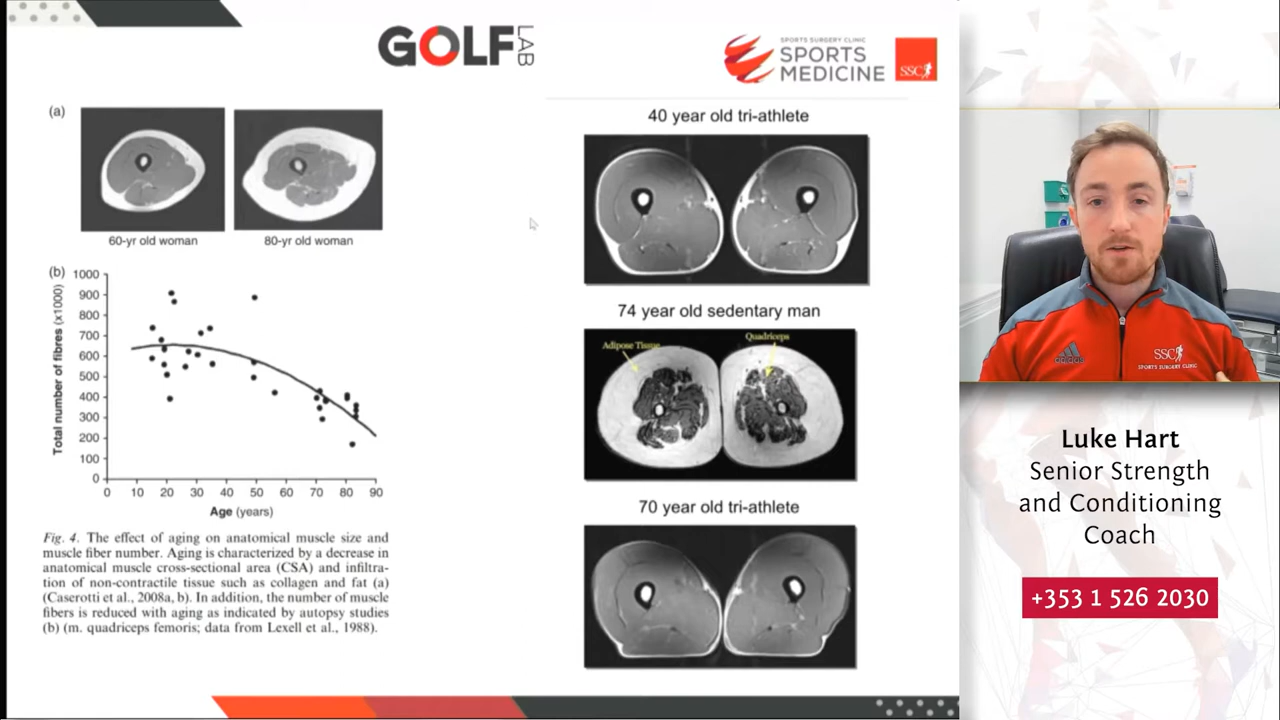 GOLF LAB
SPORTS SURGERY CLINIC
SPORTS
MEDICINE
SSC
(a)
60-yr old woman
80-yr old woman
(b)
Total number of fibres (x1000)
1000
900
800
700
600
500
400
300
200
100
0
0 10 20 30 40 50 60 70 80 90
Age (years)
Fig. 4. The effect of aging on anatomical muscle size and
muscle fiber number. Aging is characterized by a decrease in
anatomical muscle cross-sectional area (CSA) and infiltra-
tion of non-contractile tissue such as collagen and fat (a)
(Caserotti et al., 2008a, b). In addition, the number of muscle
fibers is reduced with aging as indicated by autopsy studies
(b) (m. quadriceps femoris; data from Lexell et al., 1988).
40 year old tri-athlete
74 year old sedentary man
Adipose Tissue
Quadriceps
70 year old tri-athlete
SSC
SPORTS SURGERY CLINIC
Luke Hart
Senior Strength
and Conditioning
Coach
+353 1 526 2030